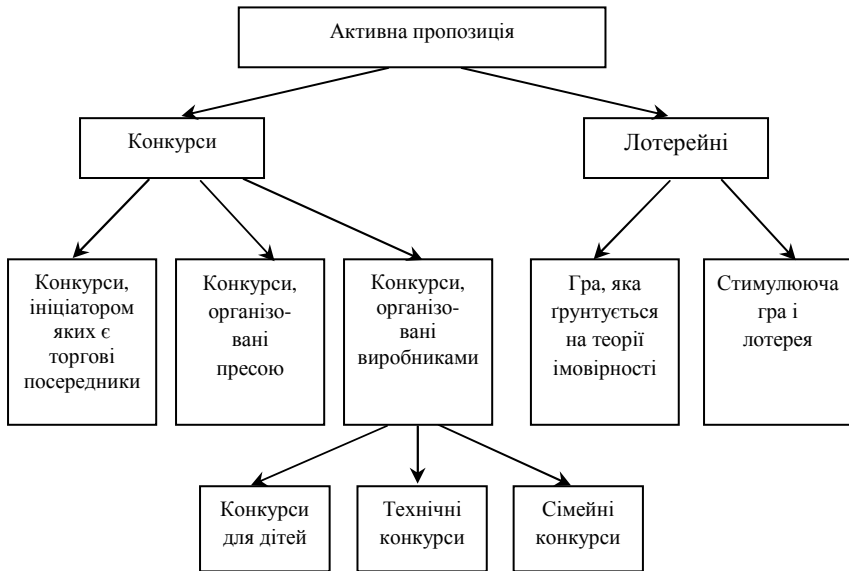 Активна пропозиція
Конкурси
Лотерейні
Конкурси,
ініціатором
яких є
торгові
посередники
Конкурси,
організо-
вані
пресою
Конкурси,
організо-
вані
виробниками
Гра, яка
ґрунтується
на теорії
імовірності
Стимулююча
гра і
лотерея
Конкурси
для дітей
Технічні
конкурси
Сімейні
конкурси